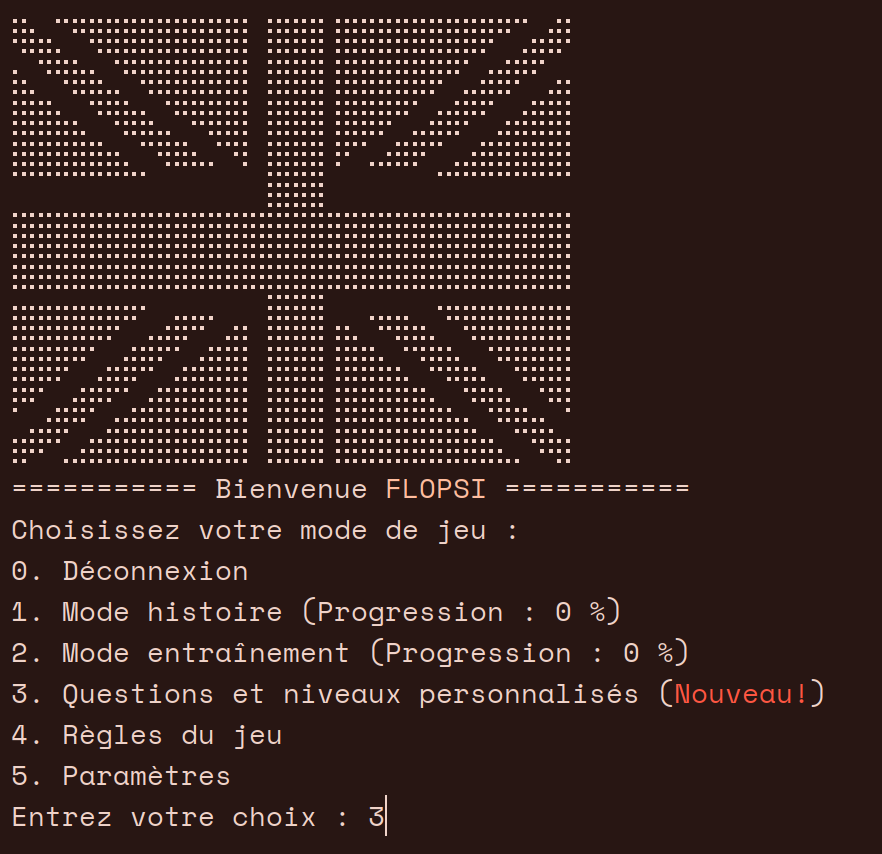 =========== Bienvenue FLOPSI ===========
Choisissez votre mode de jeu :
0. Déconnexion
1. Mode histoire (Progression : 0 %)
2. Mode entraînement (Progression : 0 %)
3. Questions et niveaux personnalisés (Nouveau!)
4. Règles du jeu
5. Paramètres
Entrez votre choix : 3